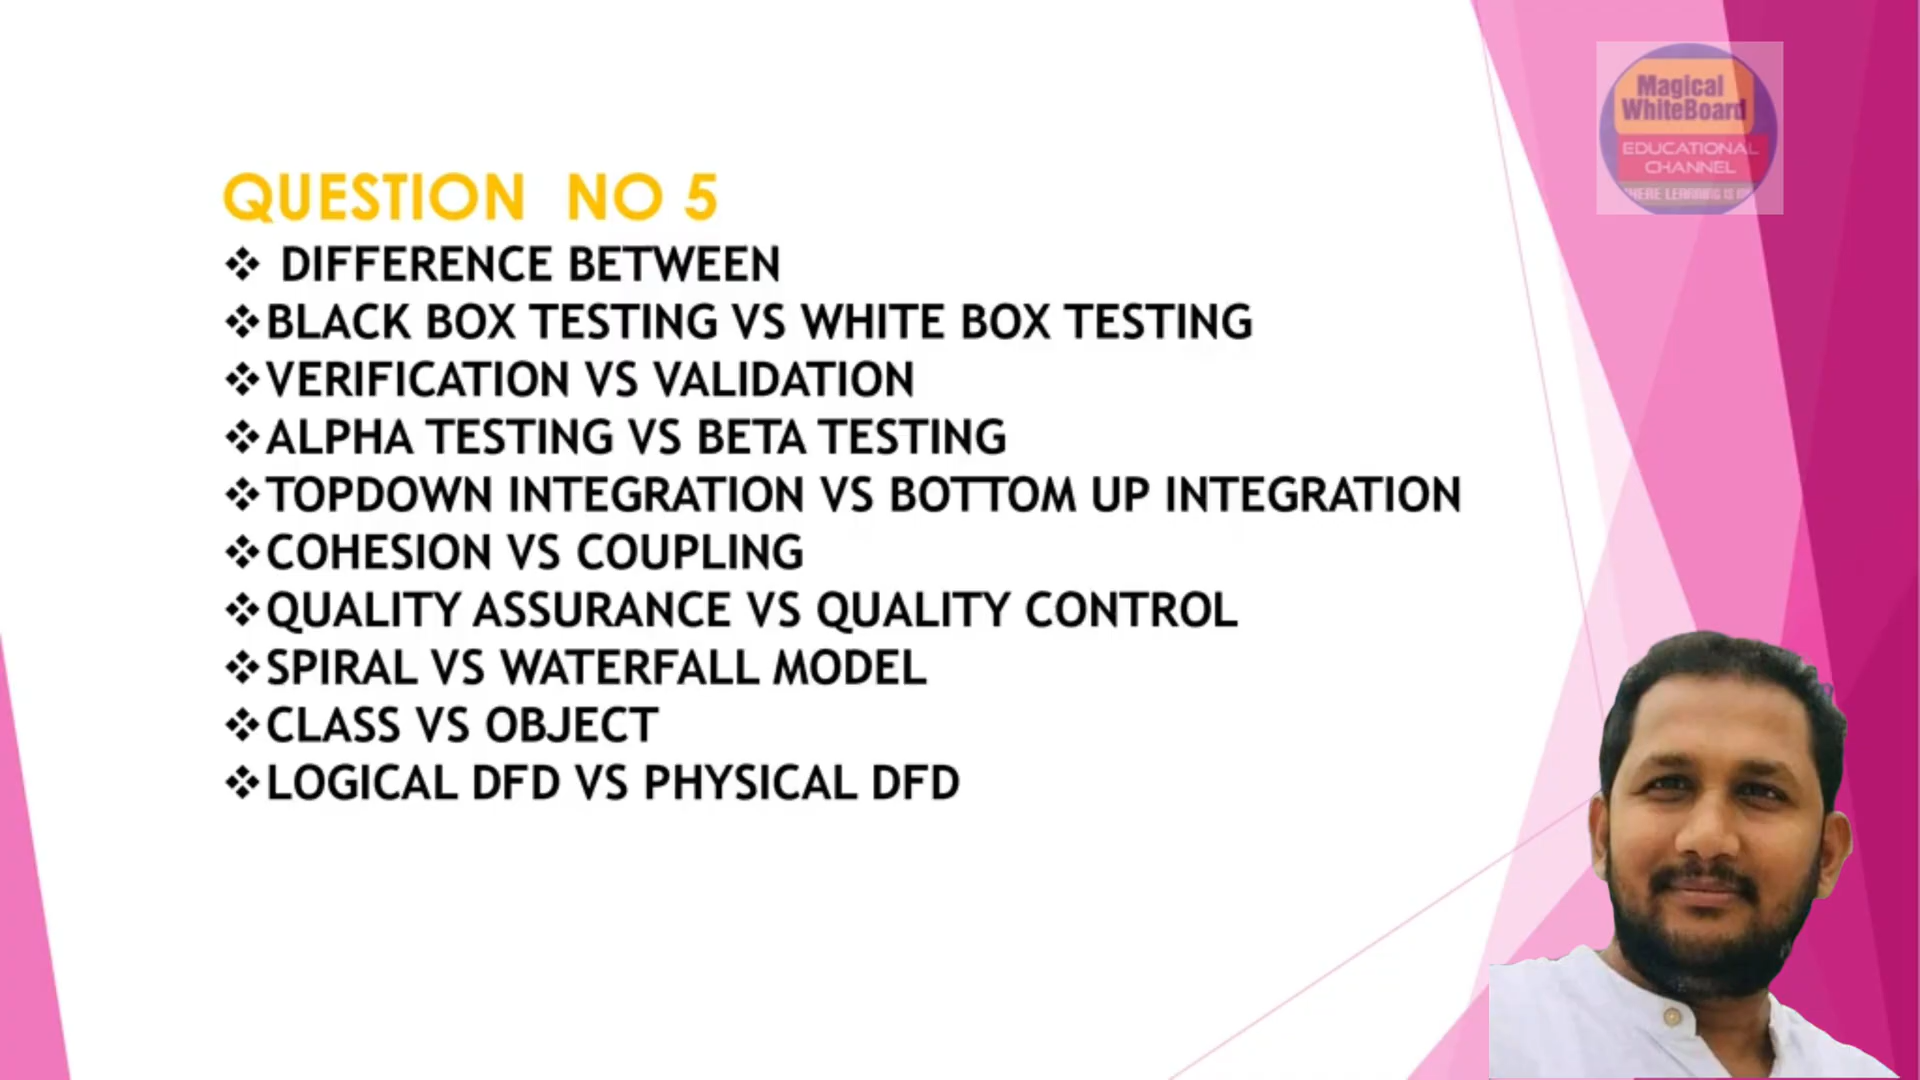 Magical
WhiteBoard
EDUCATIONAL
CHANNEL
QUESTION NO 5
❖ DIFFERENCE BETWEEN
❖BLACK BOX TESTING VS WHITE BOX TESTING
❖VERIFICATION VS VALIDATION
❖ALPHA TESTING VS BETA TESTING
❖TOPDOWN INTEGRATION VS BOTTOM UP INTEGRATION
❖COHESION VS COUPLING
❖QUALITY ASSURANCE VS QUALITY CONTROL
❖SPIRAL VS WATERFALL MODEL
❖CLASS VS OBJECT
❖LOGICAL DFD VS PHYSICAL DFD